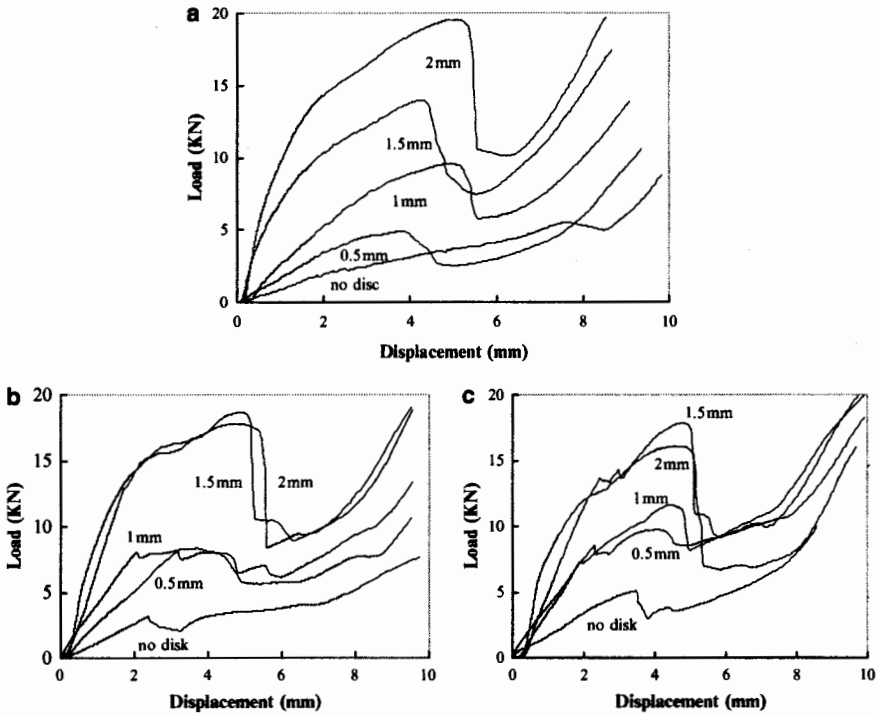 a
20
15
10
5
0
Load (KN)
2mm
1.5mm
1mm
0.5mm
no disc
0 2 4 6 8 10
Displacement (mm)
b
20
15
10
5
0
Load (KN)
1.5mm 2mm
1mm
0.5mm
no disk
0 2 4 6 8 10
Displacement (mm)
c
20
15
10
5
0
Load (KN)
1.5mm
2mm
1mm
0.5mm
no disk
0 2 4 6 8 10
Displacement (mm)